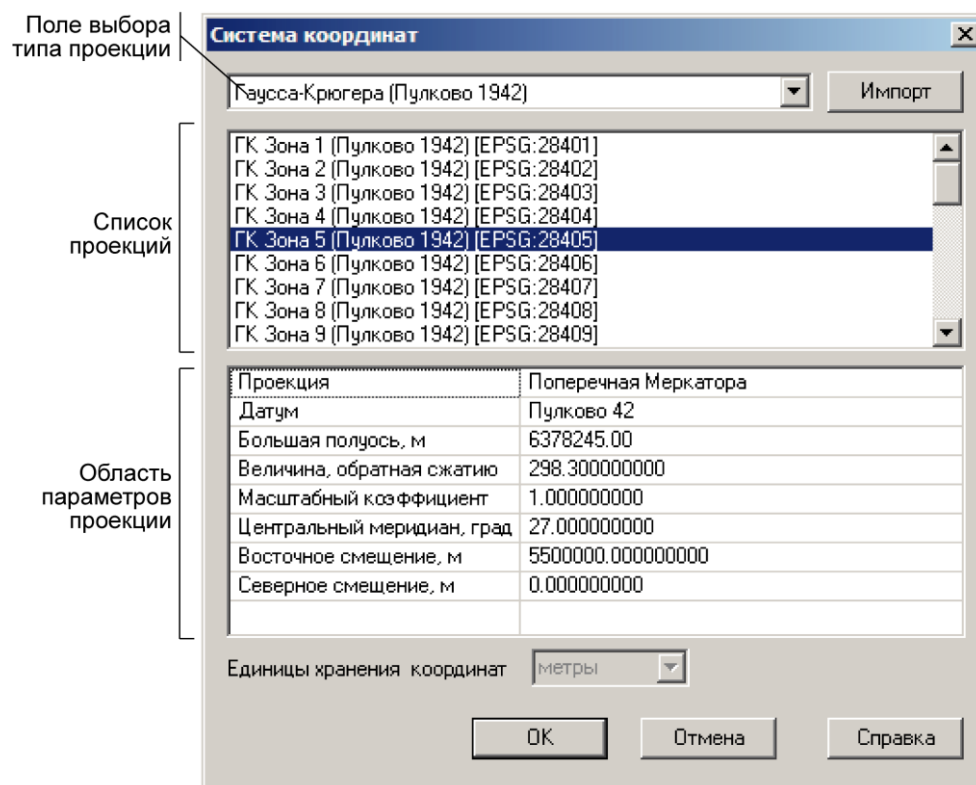 Поле выбора
типа проекции
Система координат
Гаусса-Крюгера (Пулково 1942)
Импорт
Список
проекций
ГК Зона 1 (Пулково 1942) [EPSG:28401]
ГК Зона 2 (Пулково 1942) [EPSG:28402]
ГК Зона 3 (Пулково 1942) [EPSG:28403]
ГК Зона 4 (Пулково 1942) [EPSG:28404]
ГК Зона 5 (Пулково 1942) [EPSG:28405]
ГК Зона 6 (Пулково 1942) [EPSG:28406]
ГК Зона 7 (Пулково 1942) [EPSG:28407]
ГК Зона 8 (Пулково 1942) [EPSG:28408]
ГК Зона 9 (Пулково 1942) [EPSG:28409]
Область
параметров
проекции
Проекция Поперечная Меркатора
Датум Пулково 42
Большая полуось, м 6378245.00
Величина, обратная сжатию 298.300000000
Масштабный коэффициент 1.000000000
Центральный меридиан, град 27.000000000
Восточное смещение, м 5500000.000000000
Северное смещение, м 0.000000000
Единицы хранения координат метры
OK Отмена Справка